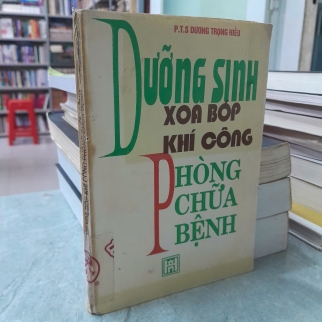 P.T.S DƯƠNG TRỌNG HIẾU
DƯỠNG SINH
XOA BÓP
KHÍ CÔNG
PHÒNG
CHỮA
BỆNH